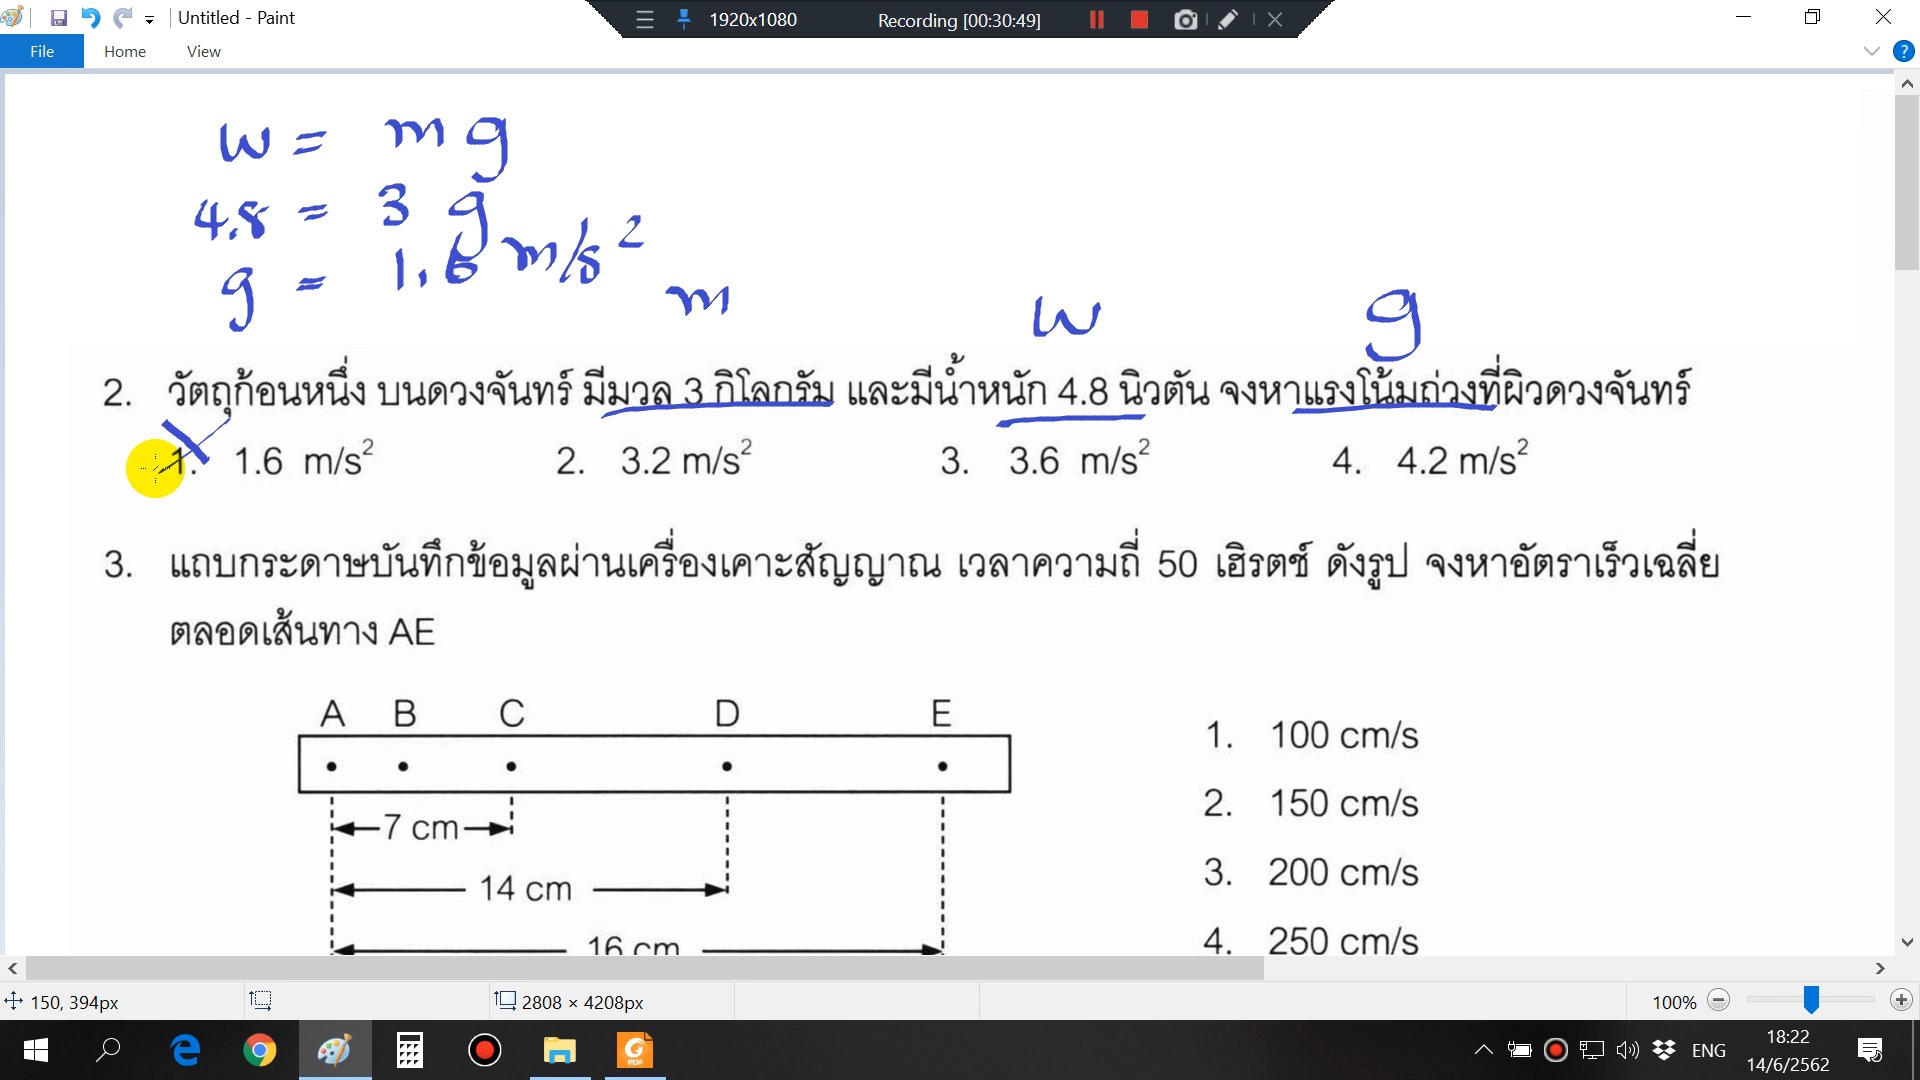 Untitled - Paint
1920x1080
Recording [00:30:49]
File
Home
View
w = mg
4.8 = 3 g
g = 1.6 m/s²
m
w
g
2. วัตถุก้อนหนึ่ง บนดวงจันทร์ มีมวล 3 กิโลกรัม และมีน้ำหนัก 4.8 นิวตัน จงหาแรงโน้มถ่วงที่ผิวดวงจันทร์
1. 1.6 m/s² 2. 3.2 m/s² 3. 3.6 m/s² 4. 4.2 m/s²
3. แถบกระดาษบันทึกข้อมูลผ่านเครื่องเคาะสัญญาณ เวลาความถี่ 50 เฮิรตซ์ ดังรูป จงหาอัตราเร็วเฉลี่ย
ตลอดเส้นทาง AE
A B C D E
7 cm
14 cm
16 cm
1. 100 cm/s
2. 150 cm/s
3. 200 cm/s
4. 250 cm/s
150, 394px
2808 × 4208px
100%
PDF
ENG
18:22
14/6/2562